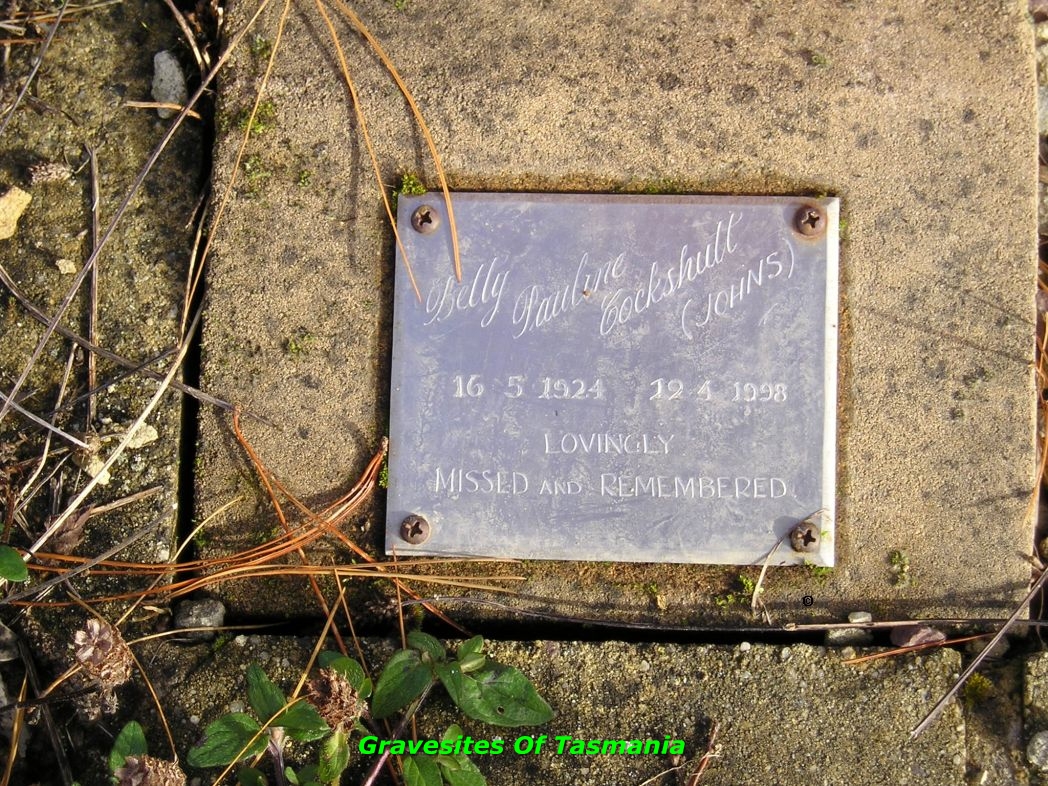 Betty Pauline Cockshutt
(JOHNS)
16 5 1924 12 4 1998
LOVINGLY
MISSED AND REMEMBERED
Gravesites Of Tasmania